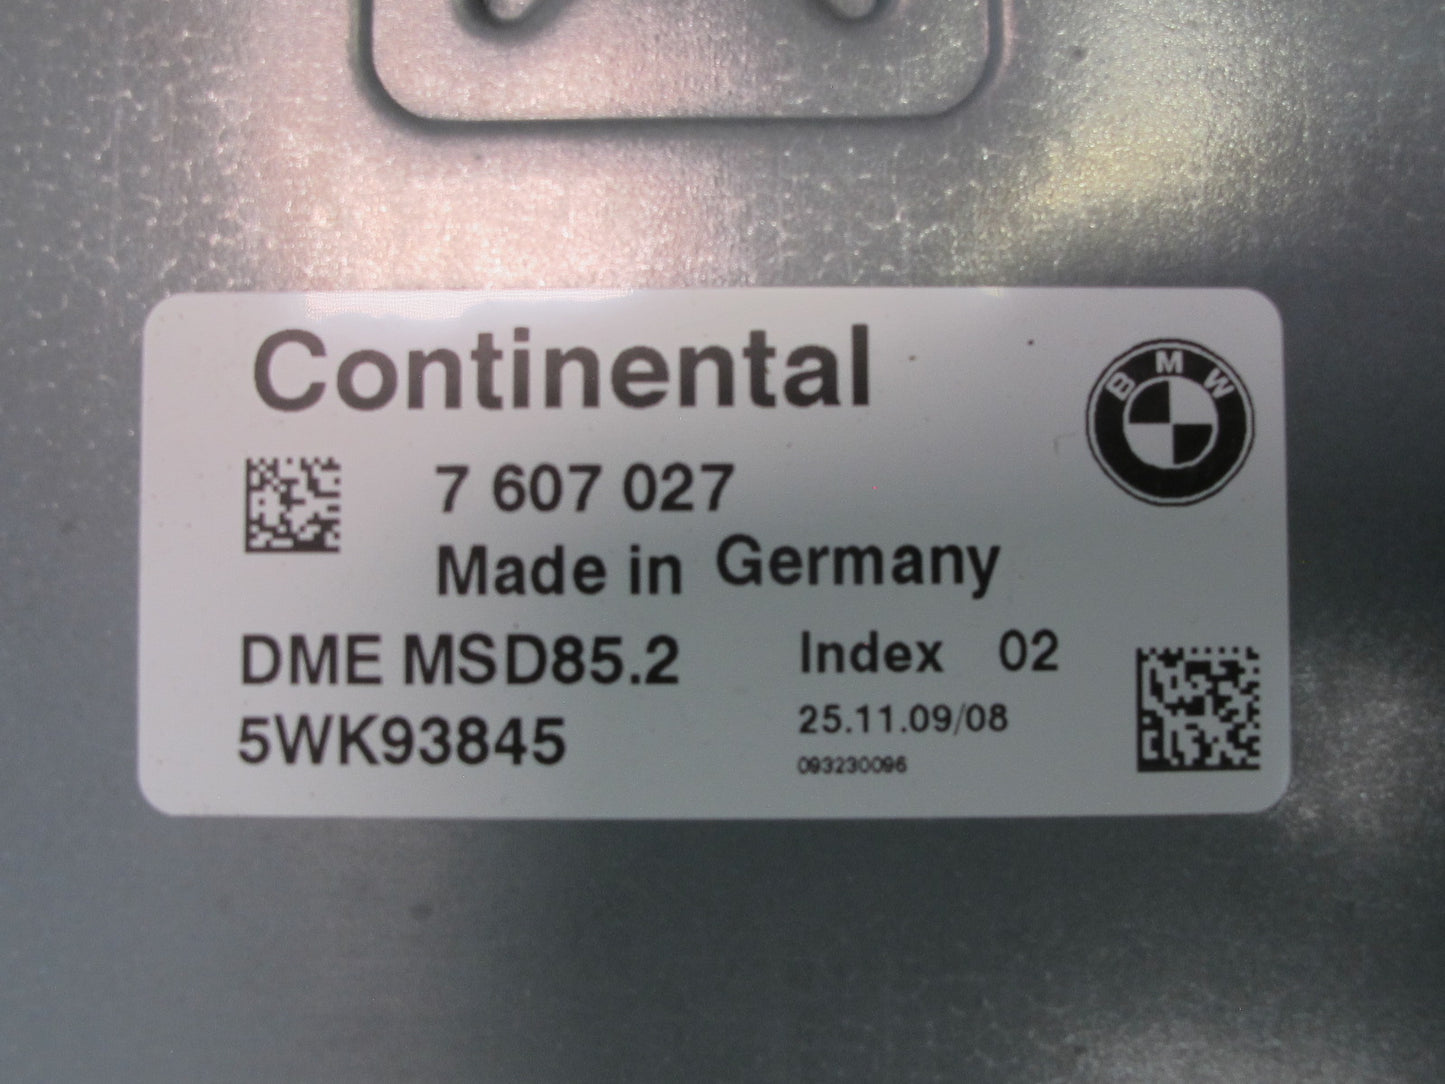 Continental
BMW
7 607 027
Made in Germany
DME MSD85.2 Index 02
5WK93845 25.11.09/08
093230096